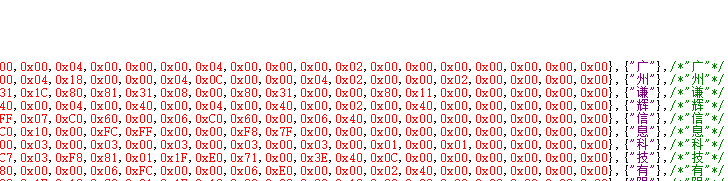 00,0x00,0x04,0x00,0x00,0x00,0x04,0x00,0x00,0x00,0x02,0x00,0x00,0x00,0x00,0x00,0x00,0x00},{"广"},/*"广"*/
00,0x04,0x18,0x00,0x00,0x04,0x0C,0x00,0x00,0x04,0x02,0x00,0x00,0x02,0x00,0x00,0x00,0x00,0x00},{"州"},/*"州"*/
31,0x1C,0x80,0x81,0x31,0x08,0x00,0x80,0x31,0x00,0x00,0x80,0x11,0x00,0x00,0x00,0x00,0x00},{"谦"},/*"谦"*/
40,0x00,0x04,0x00,0x40,0x00,0x04,0x00,0x40,0x00,0x02,0x00,0x40,0x00,0x00,0x00,0x00,0x00},{"辉"},/*"辉"*/
FF,0x07,0xC0,0x60,0x00,0x06,0xC0,0x60,0x00,0x06,0x40,0x00,0x00,0x00,0x00,0x00,0x00,0x00},{"信"},/*"信"*/
C0,0x10,0x00,0xFC,0xFF,0x00,0x00,0xF8,0x7F,0x00,0x00,0x00,0x00,0x00,0x00,0x00,0x00,0x00},{"息"},/*"息"*/
00,0x03,0x00,0x03,0x00,0x03,0x00,0x03,0x00,0x03,0x00,0x01,0x00,0x01,0x00,0x00,0x00,0x00},{"科"},/*"科"*/
C7,0x03,0xF8,0x81,0x01,0x1F,0xE0,0x71,0x00,0x3E,0x40,0x0C,0x00,0x00,0x00,0x00,0x00,0x00},{"技"},/*"技"*/
80,0x00,0x00,0x06,0xFC,0x00,0x00,0x06,0xE0,0x00,0x00,0x02,0x40,0x00,0x00,0x00,0x00,0x00},{"有"},/*"有"*/